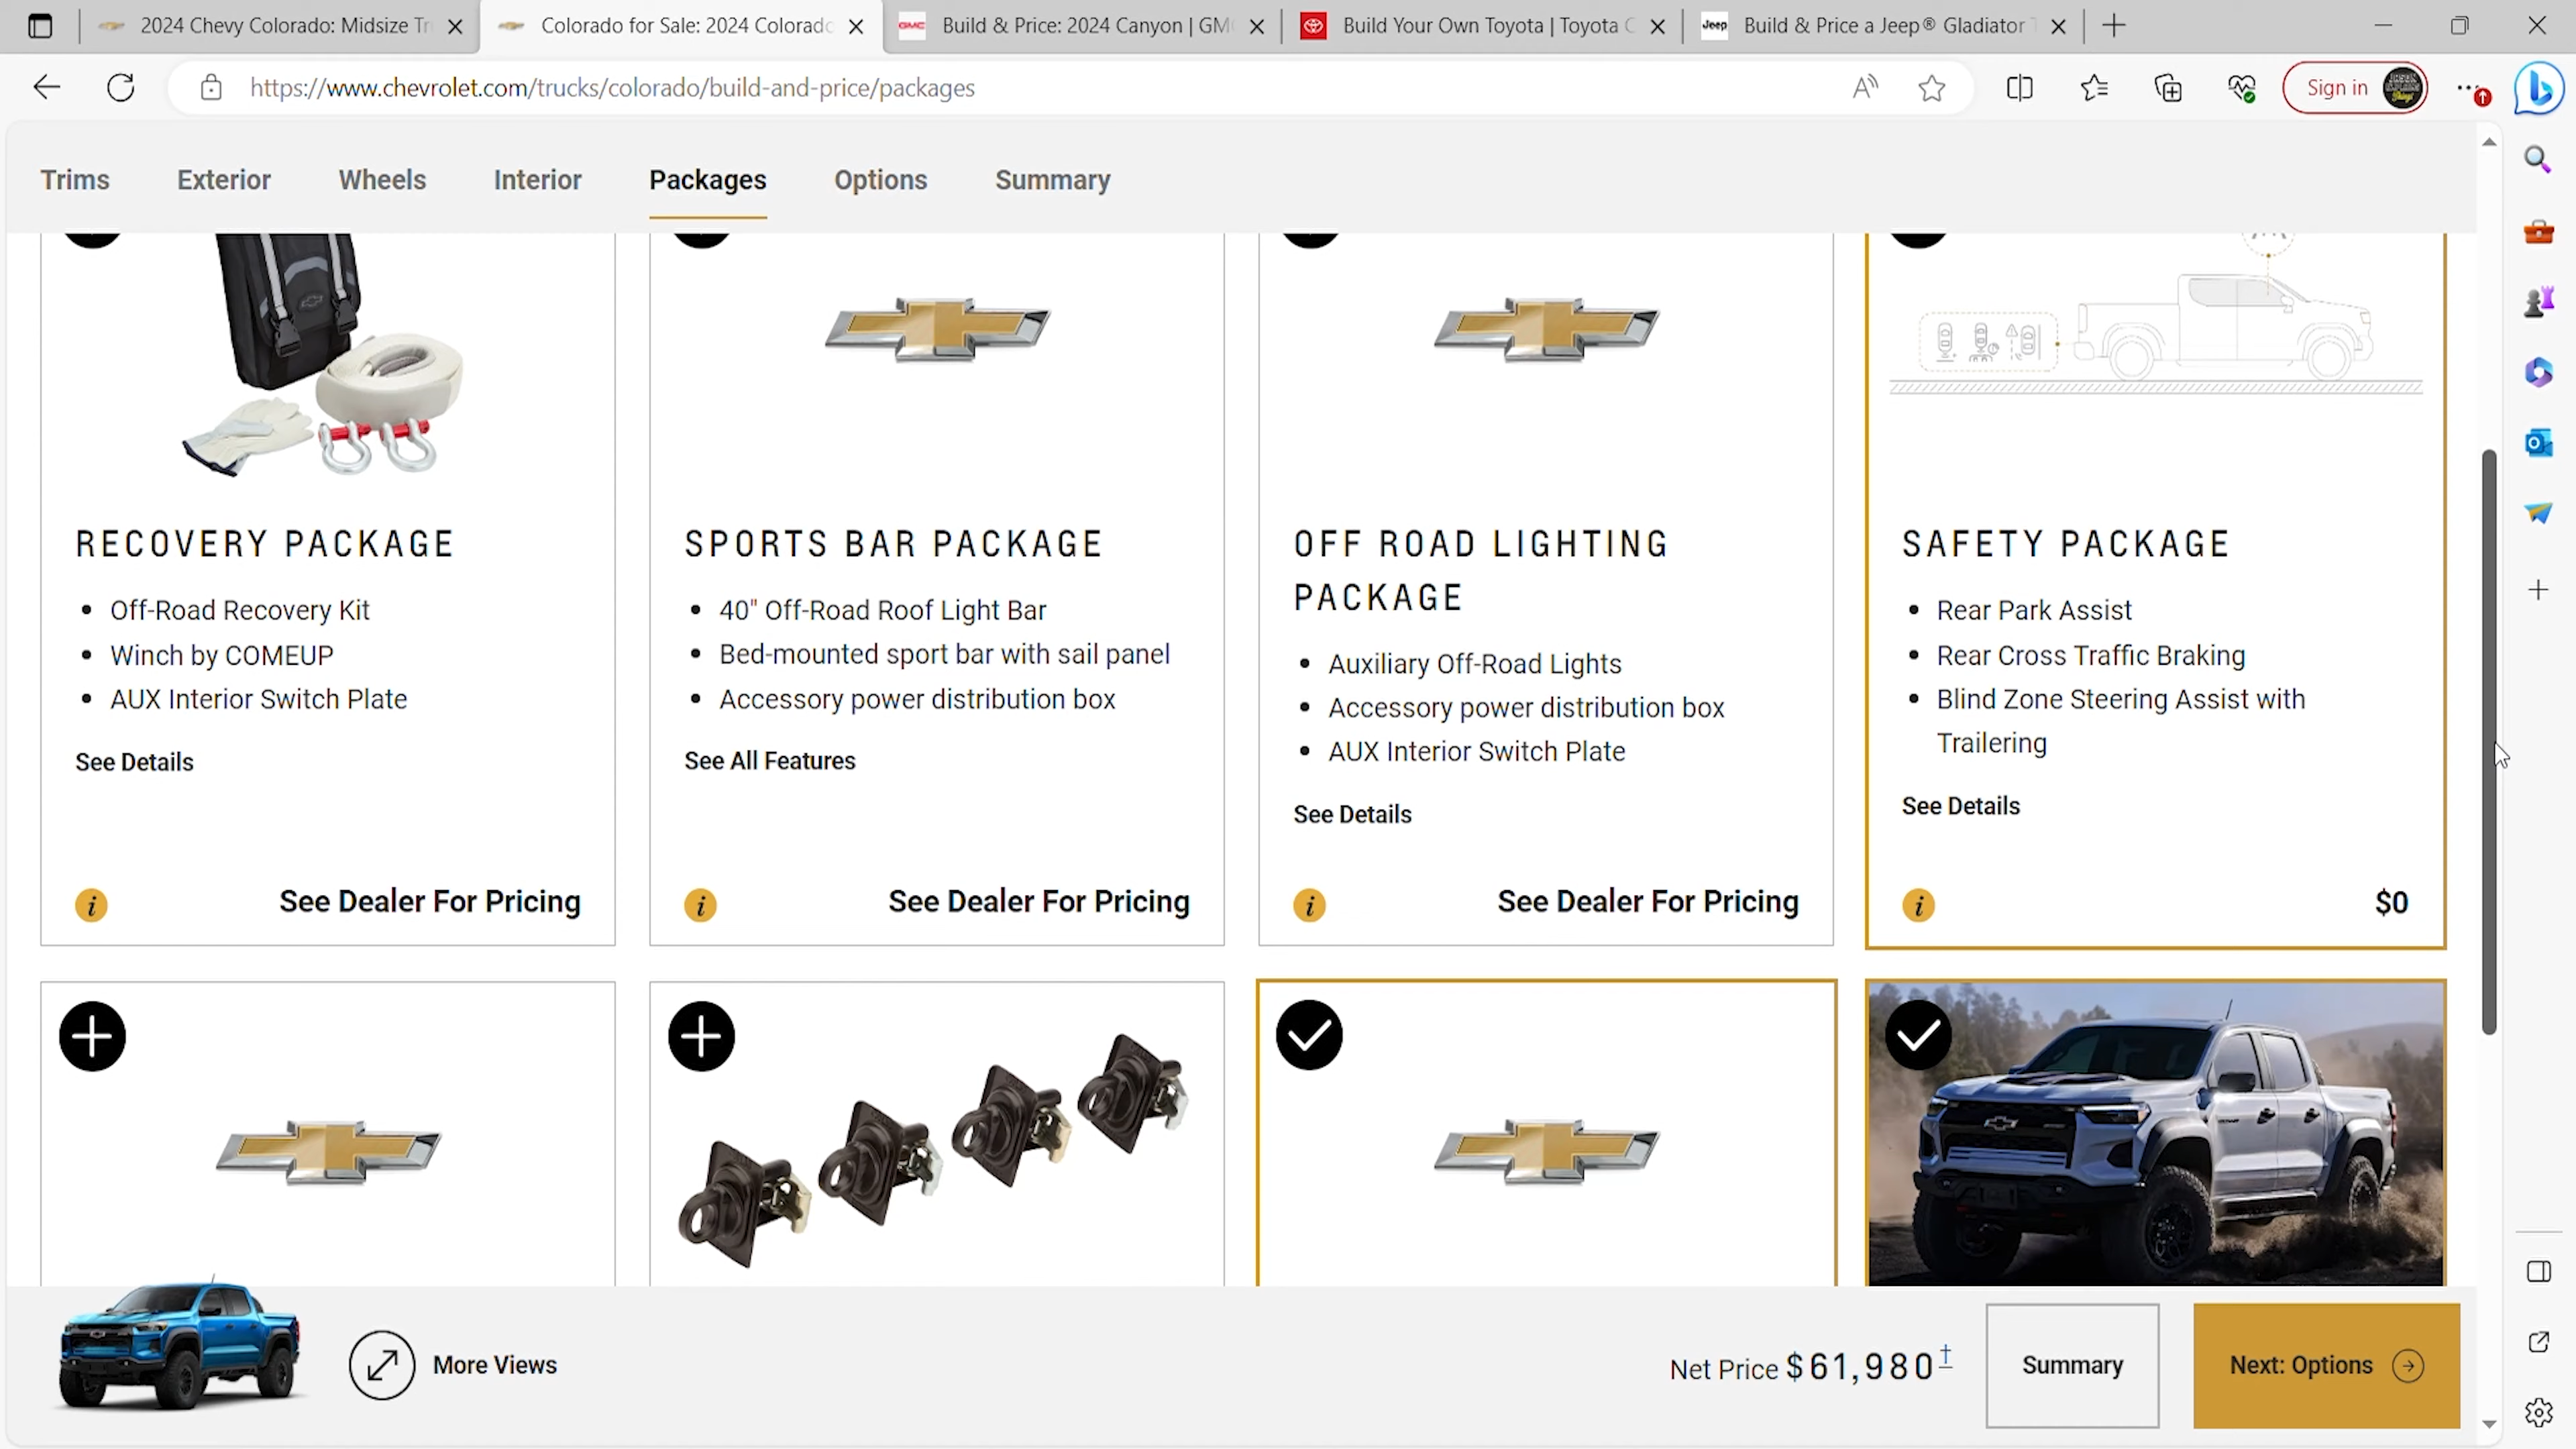 2024 Chevy Colorado: Midsize Tr
Colorado for Sale: 2024 Colorado
GMC
Build & Price: 2024 Canyon | GM
Build Your Own Toyota | Toyota C
Jeep
Build & Price a Jeep® Gladiator T
https://www.chevrolet.com/trucks/colorado/build-and-price/packages
Sign in
Trims
Exterior
Wheels
Interior
Packages
Options
Summary
RECOVERY PACKAGE
• Off-Road Recovery Kit
• Winch by COMEUP
• AUX Interior Switch Plate
See Details
See Dealer For Pricing
SPORTS BAR PACKAGE
• 40" Off-Road Roof Light Bar
• Bed-mounted sport bar with sail panel
• Accessory power distribution box
See All Features
See Dealer For Pricing
OFF ROAD LIGHTING
PACKAGE
• Auxiliary Off-Road Lights
• Accessory power distribution box
• AUX Interior Switch Plate
See Details
See Dealer For Pricing
SAFETY PACKAGE
• Rear Park Assist
• Rear Cross Traffic Braking
• Blind Zone Steering Assist with
Trailering
See Details
$0
More Views
Net Price $61,980†
Summary
Next: Options